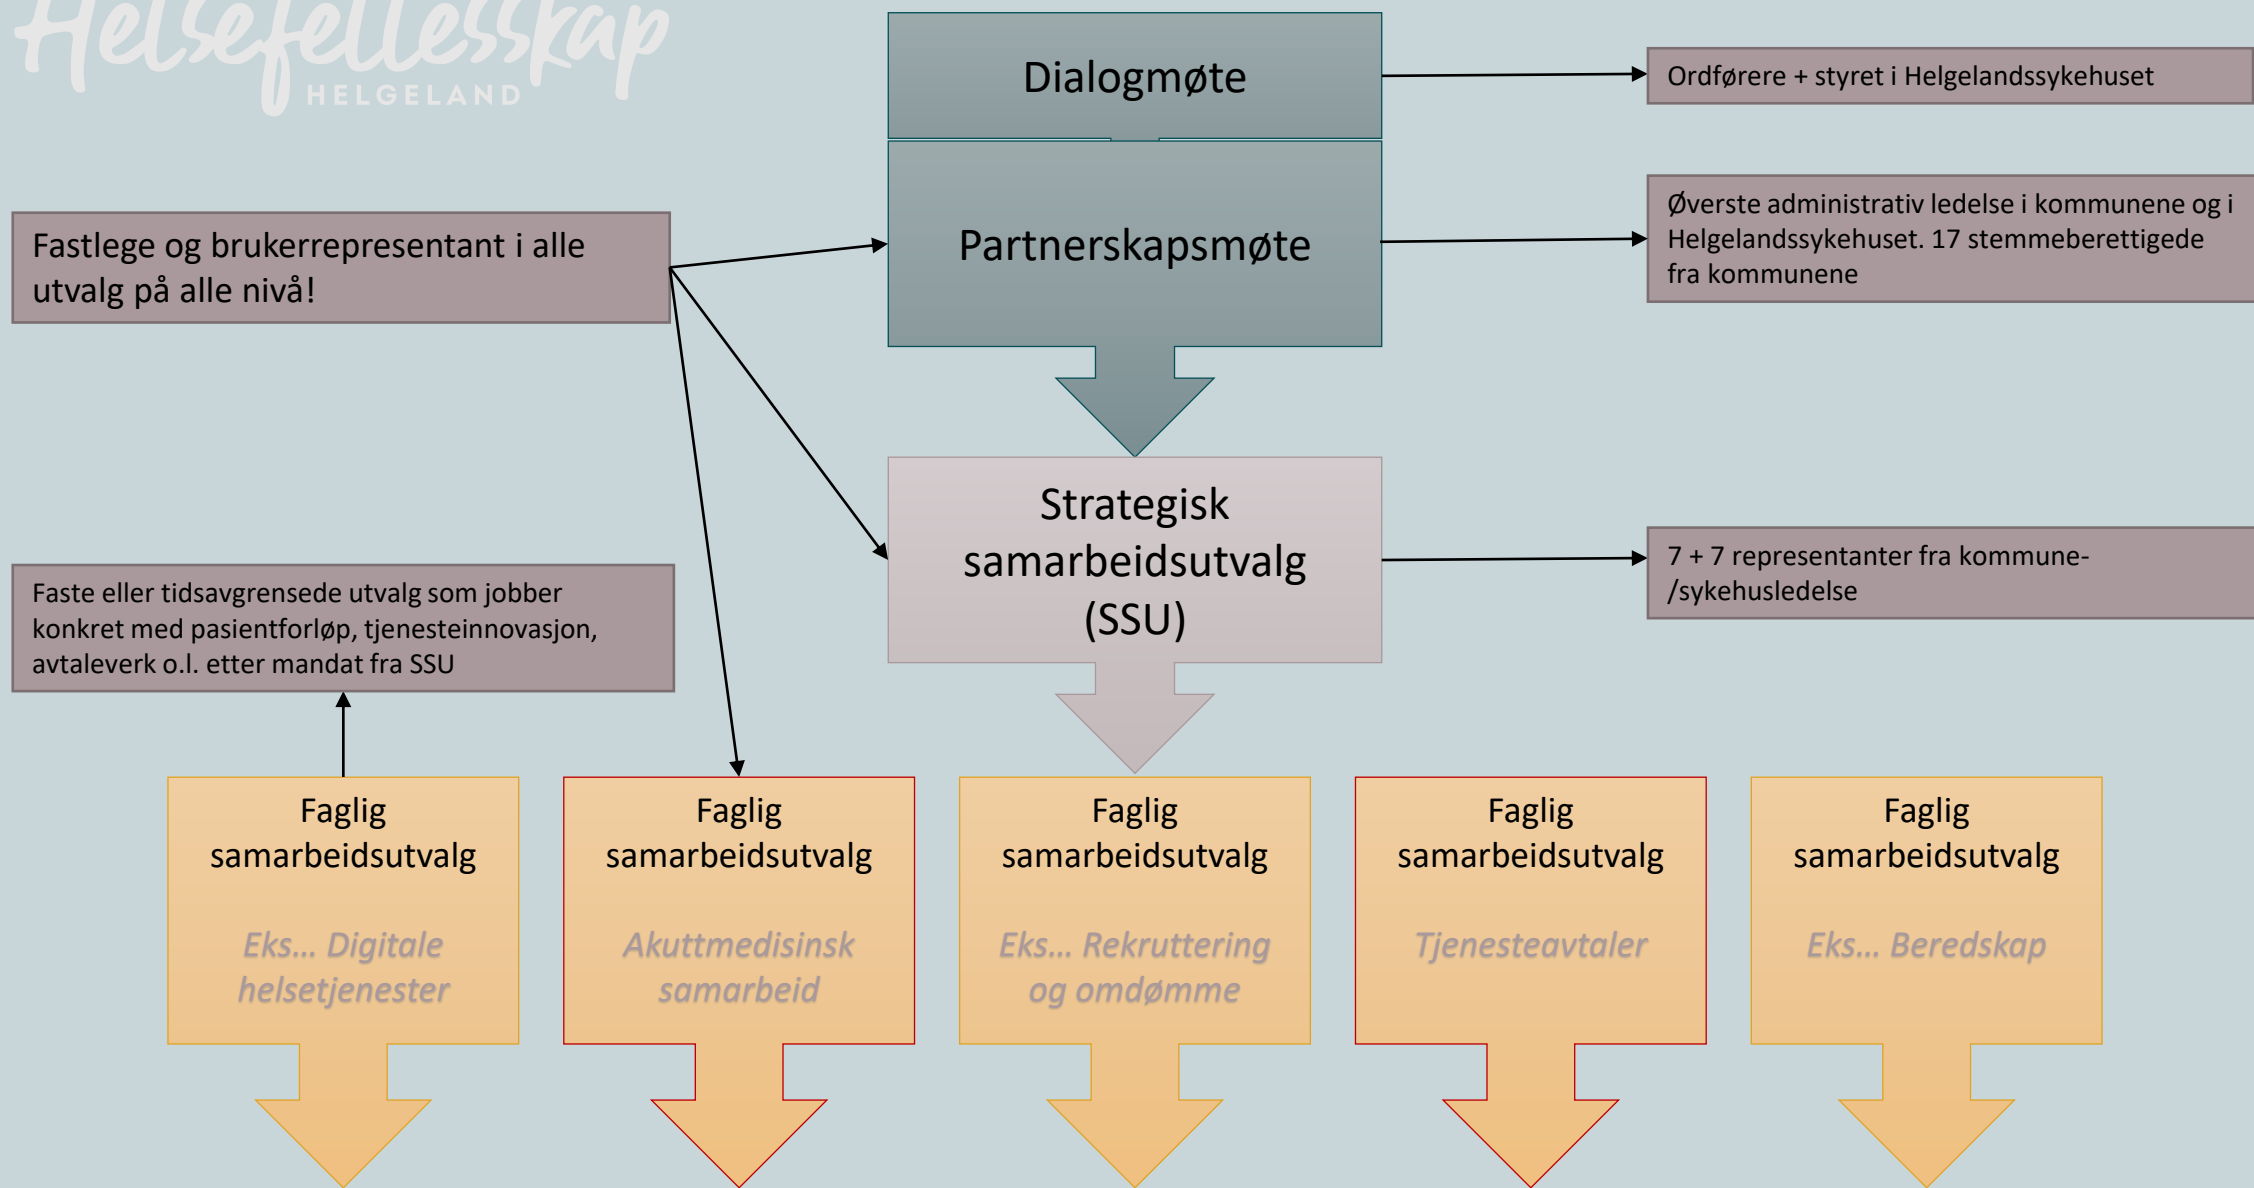 Helsefellesskap
HELGELAND
Dialogmøte
Ordførere + styret i Helgelandssykehuset
Fastlege og brukerrepresentant i alle
utvalg på alle nivå!
Partnerskapsmøte
Øverste administrativ ledelse i kommunene og i
Helgelandssykehuset. 17 stemmeberettigede
fra kommunene
Strategisk
samarbeidsutvalg
(SSU)
7 + 7 representanter fra kommune-
/sykehusledelse
Faste eller tidsavgrensede utvalg som jobber
konkret med pasientforløp, tjenesteinnovasjon,
avtaleverk o.l. etter mandat fra SSU
Faglig
samarbeidsutvalg
Eks... Digitale
helsetjenester
Faglig
samarbeidsutvalg
Akuttmedisinsk
samarbeid
Faglig
samarbeidsutvalg
Eks... Rekruttering
og omdømme
Faglig
samarbeidsutvalg
Tjenesteavtaler
Faglig
samarbeidsutvalg
Eks... Beredskap